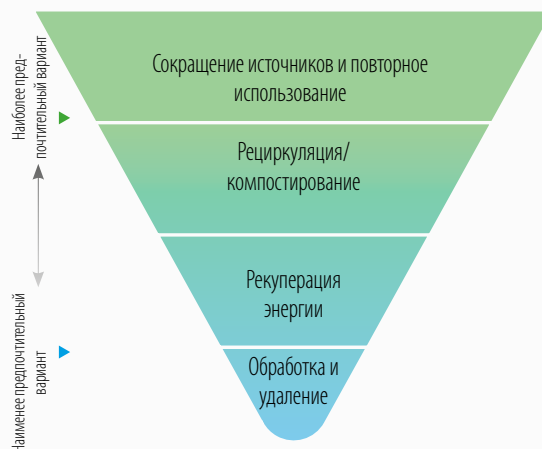 Наиболее пред-
почтительный вариант
Сокращение источников и повторное
использование
Рециркуляция/
компостирование
Рекуперация
энергии
Обработка и
удаление
Наименее предпочтительный
вариант